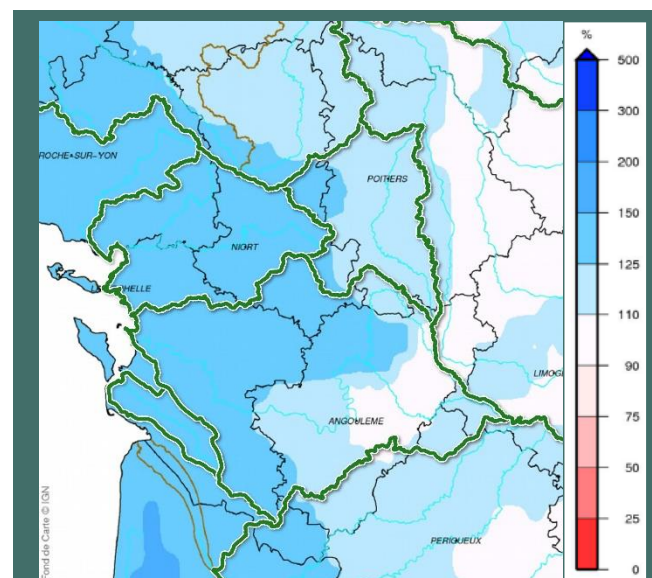 %
500
300
200
150
125
110
90
75
50
25
0
ROCHE-SUR-YON
POITIERS
NIORT
LIMOG
ANGOULEME
PERIGUEUX
Fond de Carte © IGN